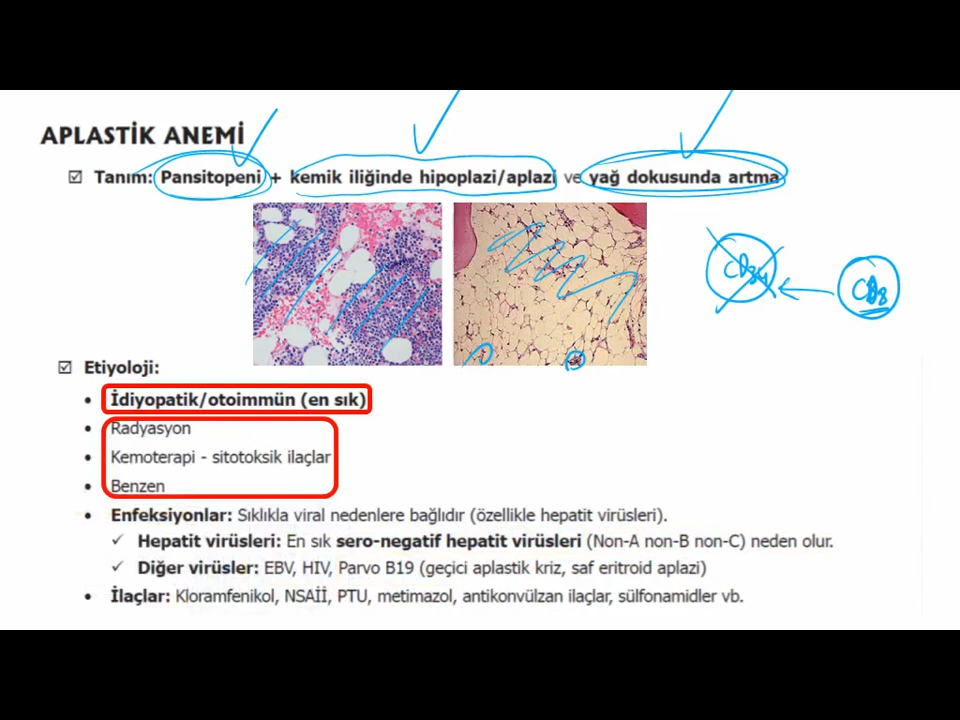 APLASTİK ANEMİ
☑ Tanım: Pansitopeni + kemik iliğinde hipoplazi/aplazi ve yağ dokusunda artma
CD34 ← CD8
☑ Etiyoloji:
• İdiyopatik/otoimmün (en sık)
• Radyasyon
• Kemoterapi - sitotoksik ilaçlar
• Benzen
• Enfeksiyonlar: Sıklıkla viral nedenlere bağlıdır (özellikle hepatit virüsleri).
✓ Hepatit virüsleri: En sık sero-negatif hepatit virüsleri (Non-A non-B non-C) neden olur.
✓ Diğer virüsler: EBV, HIV, Parvo B19 (geçici aplastik kriz, saf eritroid aplazi)
• İlaçlar: Kloramfenikol, NSAİİ, PTU, metimazol, antikonvülzan ilaçlar, sülfonamidler vb.